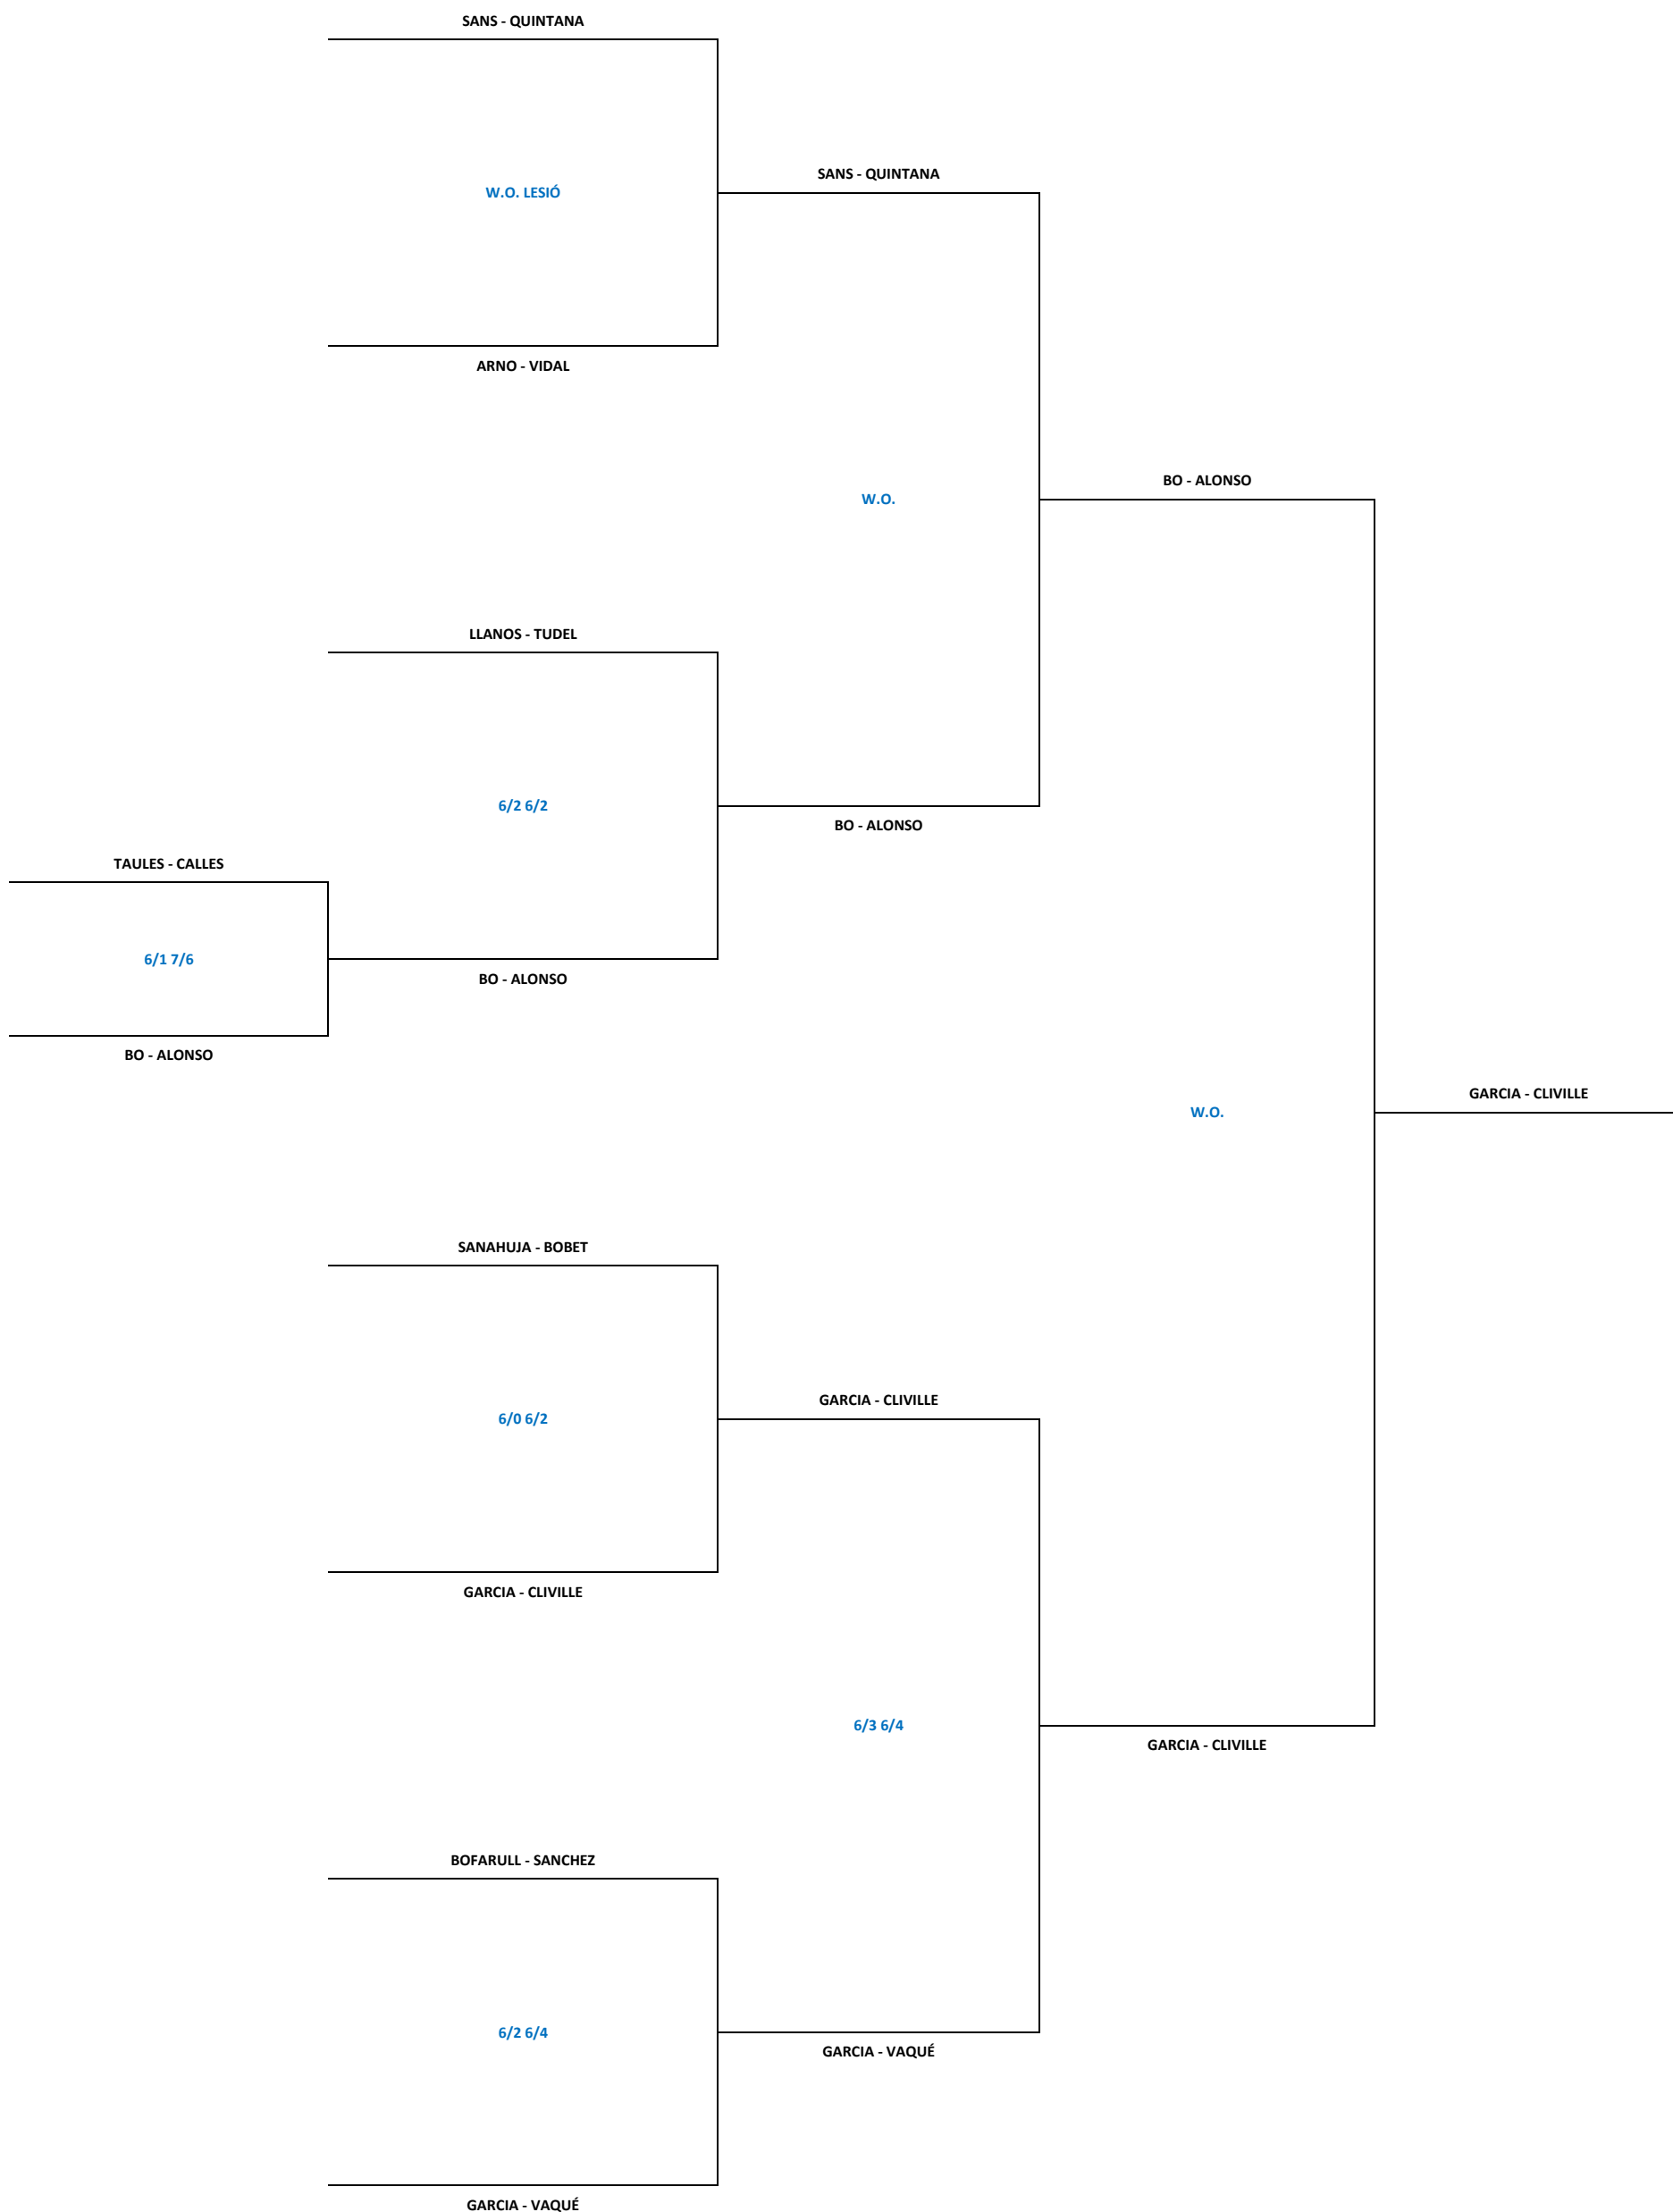 SANS - QUINTANA
SANS - QUINTANA
W.O. LESIÓ
ARNO - VIDAL
BO - ALONSO
W.O.
LLANOS - TUDEL
6/2 6/2
BO - ALONSO
TAULES - CALLES
6/1 7/6
BO - ALONSO
BO - ALONSO
GARCIA - CLIVILLE
W.O.
SANAHUJA - BOBET
GARCIA - CLIVILLE
6/0 6/2
GARCIA - CLIVILLE
6/3 6/4
GARCIA - CLIVILLE
BOFARULL - SANCHEZ
6/2 6/4
GARCIA - VAQUÉ
GARCIA - VAQUÉ